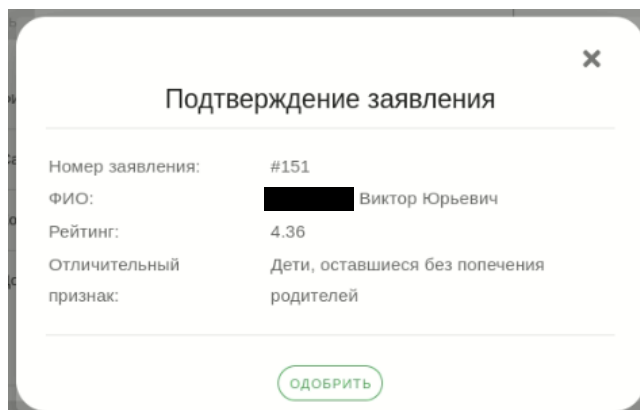 Подтверждение заявления
Номер заявления: #151
ФИО: Виктор Юрьевич
Рейтинг: 4.36
Отличительный Дети, оставшиеся без попечения
признак: родителей
ОДОБРИТЬ